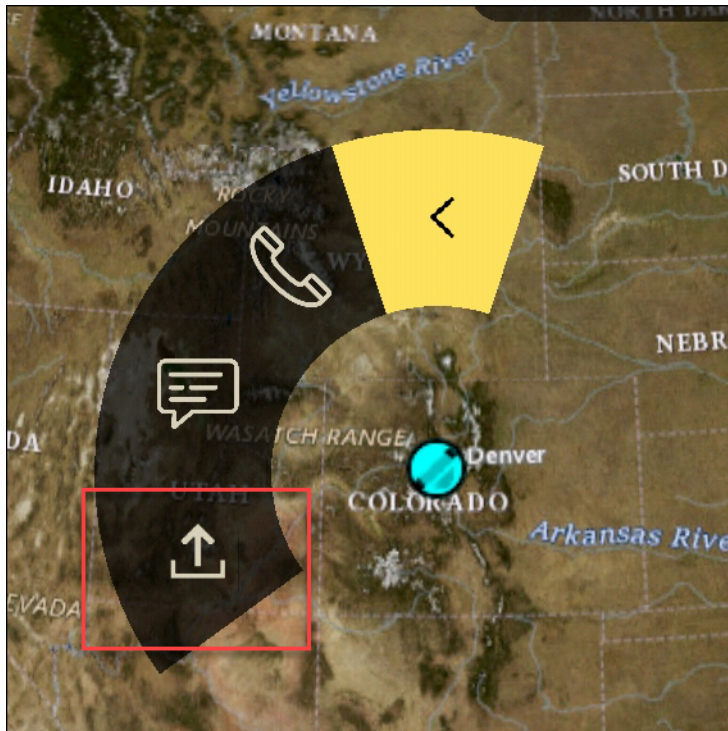 NORTH DA
MONTANA
Yellowstone River
IDAHO
SOUTH D
ROCKY
MOUNTAINS
WY
NEBR
DA
WASATCH RANGE
Denver
UTAH
COLORADO
Arkansas Rive
EVADA